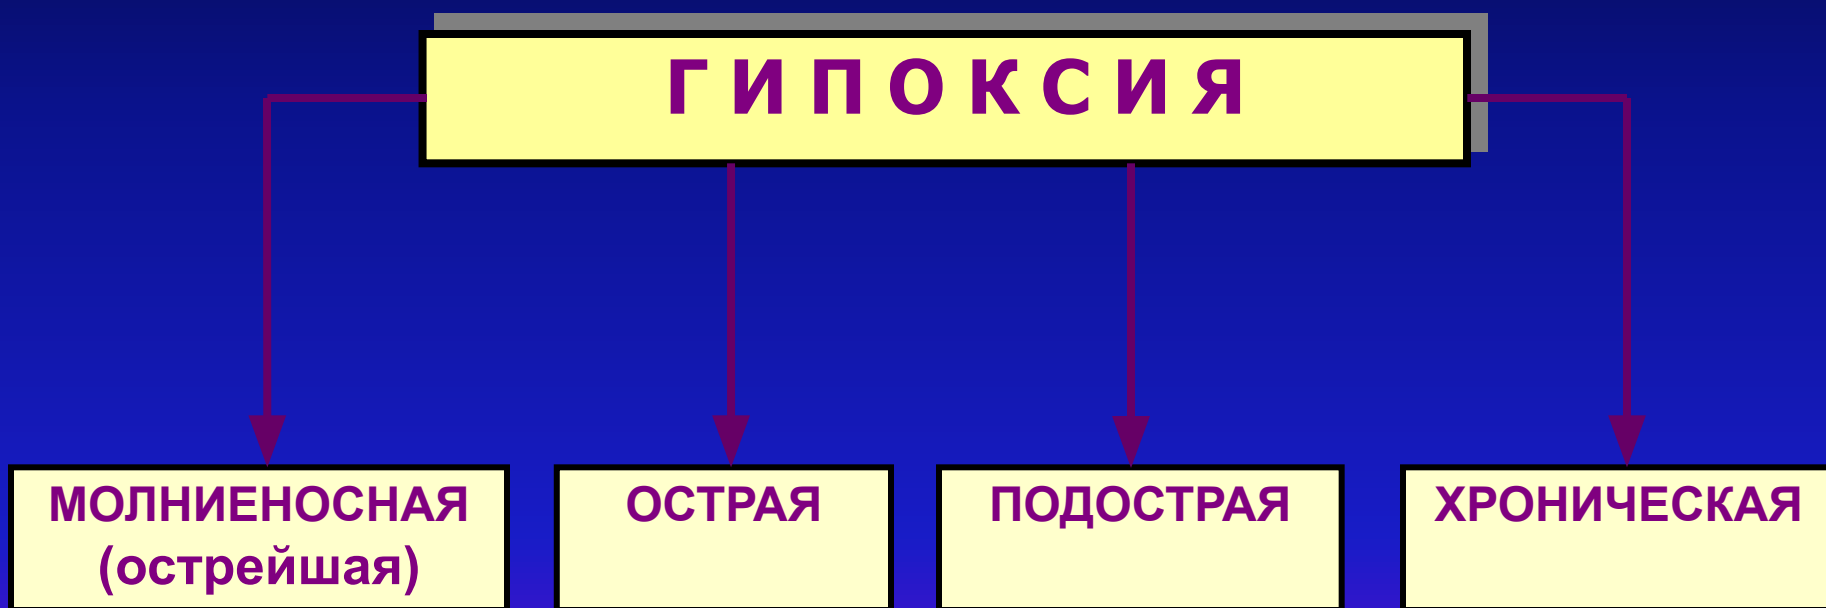 Г И П О К С И Я
МОЛНИЕНОСНАЯ
(острейшая)
ОСТРАЯ
ПОДОСТРАЯ
ХРОНИЧЕСКАЯ